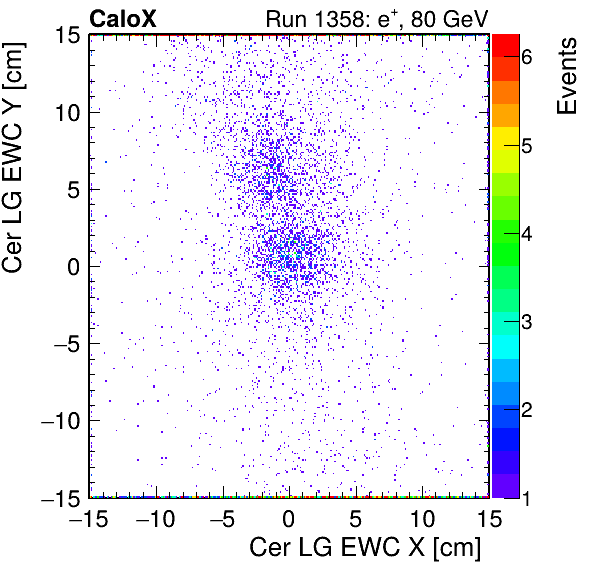 CaloX Run 1358: e⁺, 80 GeV
Cer LG EWC Y [cm]
15
10
5
0
−5
−10
−15
−15 −10 −5 0 5 10 15
Cer LG EWC X [cm]
Events
6
5
4
3
2
1